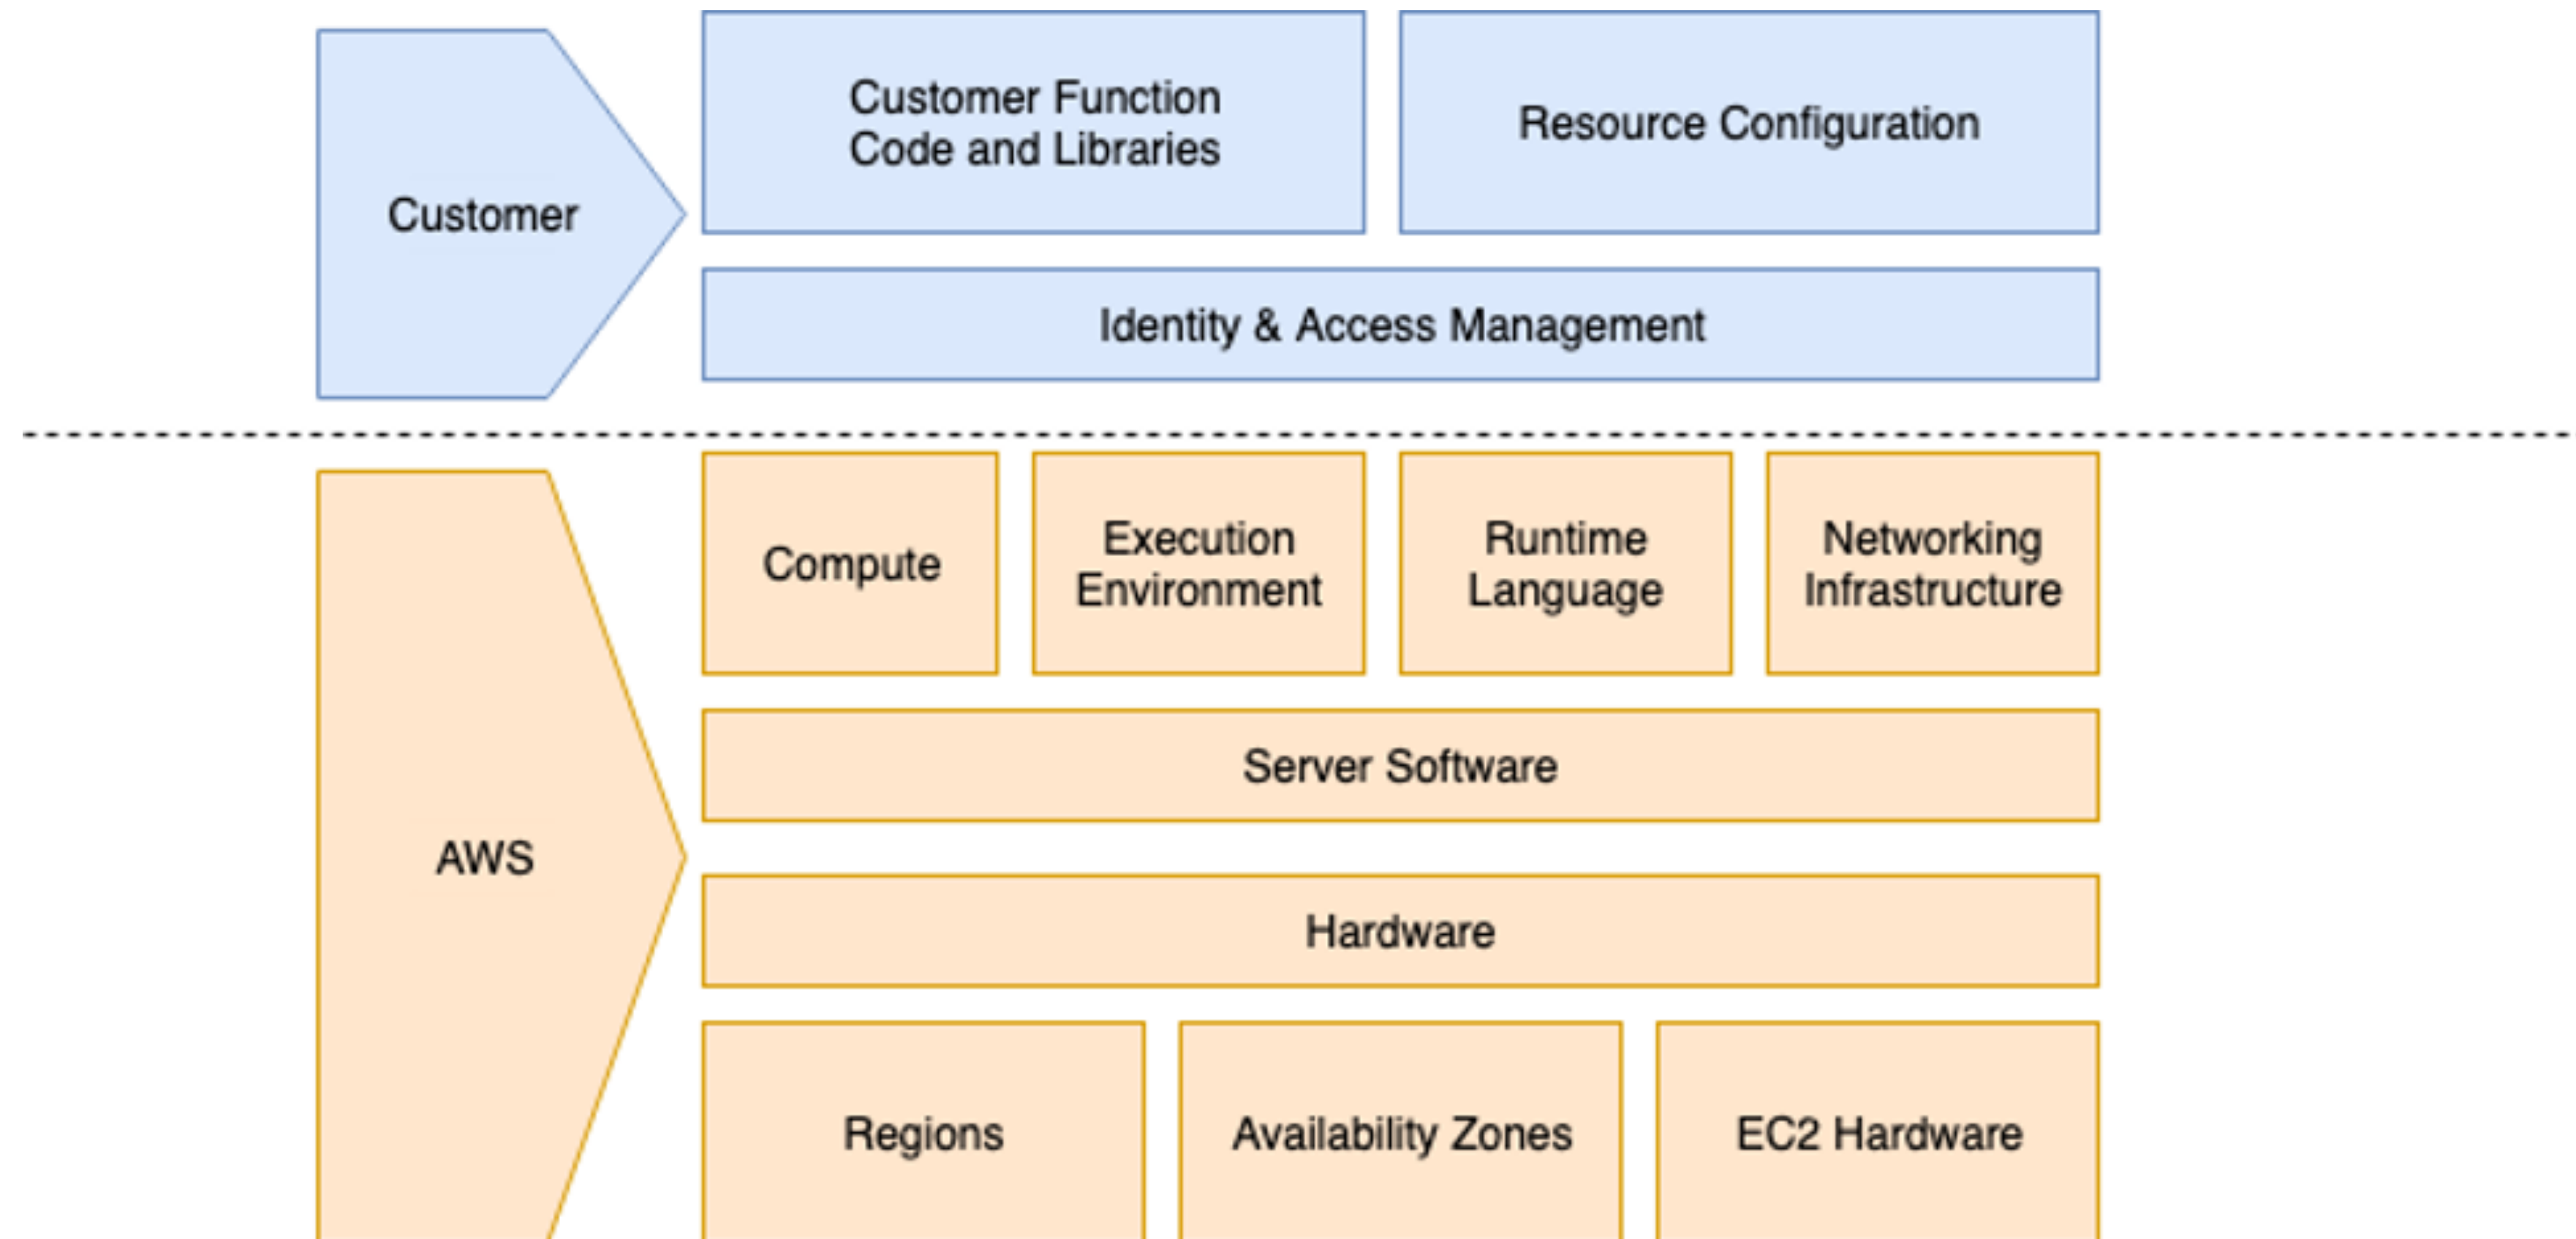 Customer
Customer Function
Code and Libraries
Resource Configuration
Identity & Access Management
AWS
Compute
Execution
Environment
Runtime
Language
Networking
Infrastructure
Server Software
Hardware
Regions
Availability Zones
EC2 Hardware